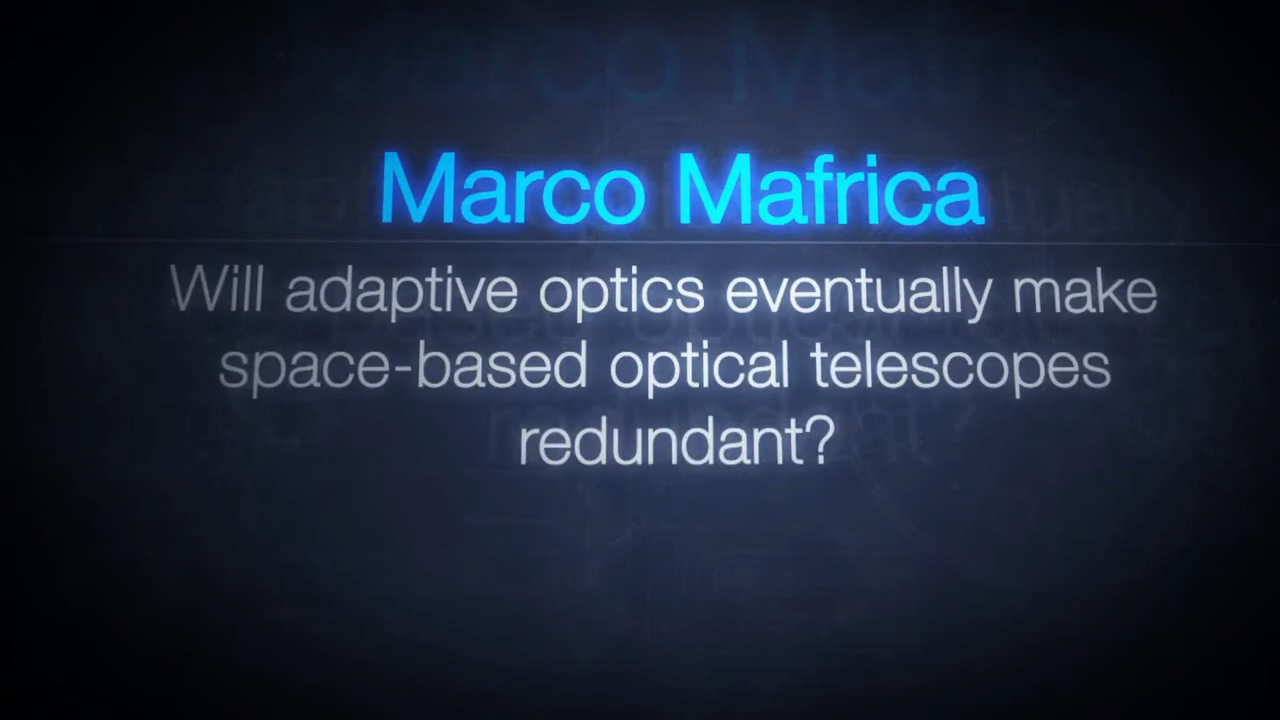 Marco Mafrica
Will adaptive optics eventually make
space-based optical telescopes
redundant?